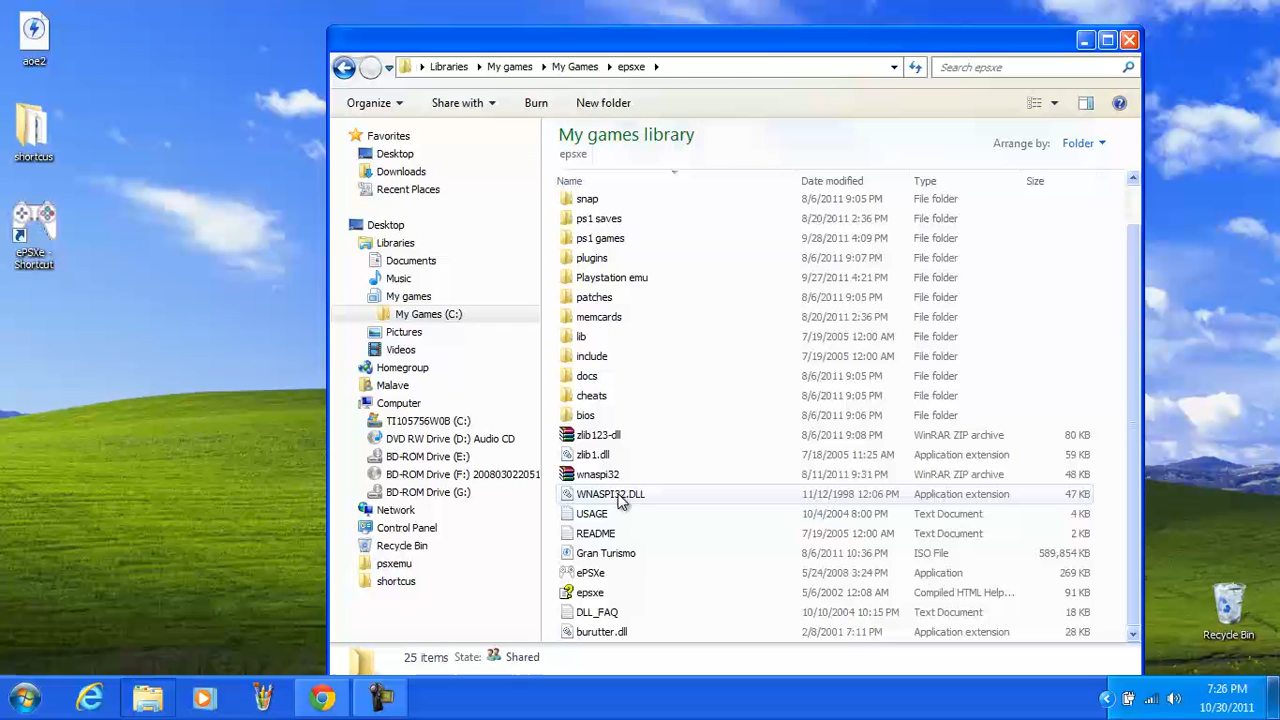 aoe2
shortcus
ePSXe - Shortcut
Libraries My games My Games epsxe
Search epsxe
Organize Share with Burn New folder
My games library
epsxe
Arrange by: Folder
Name Date modified Type Size
Favorites
Desktop
Downloads
Recent Places
Desktop
Libraries
Documents
Music
My games
My Games (C:)
Pictures
Videos
Homegroup
Malave
Computer
TI105756W0B (C:)
DVD RW Drive (D:) Audio CD
BD-ROM Drive (E:)
BD-ROM Drive (F:) 200803022051
BD-ROM Drive (G:)
Network
Control Panel
Recycle Bin
psxemu
shortcus
snap 8/6/2011 9:05 PM File folder
ps1 saves 8/20/2011 2:36 PM File folder
ps1 games 9/28/2011 4:09 PM File folder
plugins 8/6/2011 9:07 PM File folder
Playstation emu 9/27/2011 4:21 PM File folder
patches 8/6/2011 9:05 PM File folder
memcards 8/20/2011 2:36 PM File folder
lib 7/19/2005 12:00 AM File folder
include 7/19/2005 12:00 AM File folder
docs 8/6/2011 9:05 PM File folder
cheats 8/6/2011 9:05 PM File folder
bios 8/6/2011 9:06 PM File folder
zlib123-dll 8/6/2011 9:08 PM WinRAR ZIP archive 80 KB
zlib1.dll 7/18/2005 11:25 AM Application extension 59 KB
wnaspi32 8/11/2011 9:31 PM WinRAR ZIP archive 48 KB
WNASPI32.DLL 11/12/1998 12:06 PM Application extension 47 KB
USAGE 10/4/2004 8:00 PM Text Document 4 KB
README 7/19/2005 12:00 AM Text Document 2 KB
Gran Turismo 8/6/2011 10:36 PM ISO File 589,854 KB
ePSXe 5/24/2008 3:24 PM Application 269 KB
epsxe 5/6/2002 12:08 AM Compiled HTML Help... 91 KB
DLL_FAQ 10/10/2004 10:15 PM Text Document 18 KB
burutter.dll 2/8/2001 7:11 PM Application extension 28 KB
25 items State: Shared
Recycle Bin
7:26 PM
10/30/2011